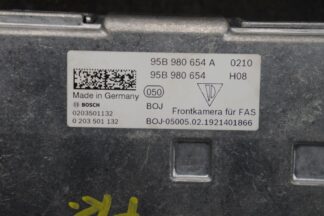 95B 980 654 A 0210
95B 980 654 H08
Made in Germany
050
BOSCH
BOJ
Frontkamera für FAS
0203501132
0 203 501 132
BOJ-05005.02.1921401866